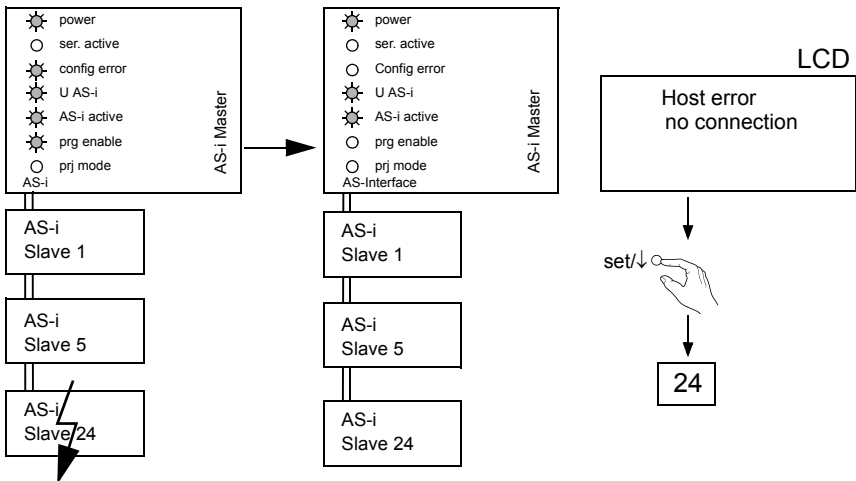 power
ser. active
config error
U AS-i
AS-i active
prg enable
prj mode
AS-i
AS-i Master
AS-i
Slave 1
AS-i
Slave 5
AS-i
Slave 24
power
ser. active
Config error
U AS-i
AS-i active
prg enable
prj mode
AS-Interface
AS-i Master
AS-i
Slave 1
AS-i
Slave 5
AS-i
Slave 24
LCD
Host error
no connection
set/↓
24